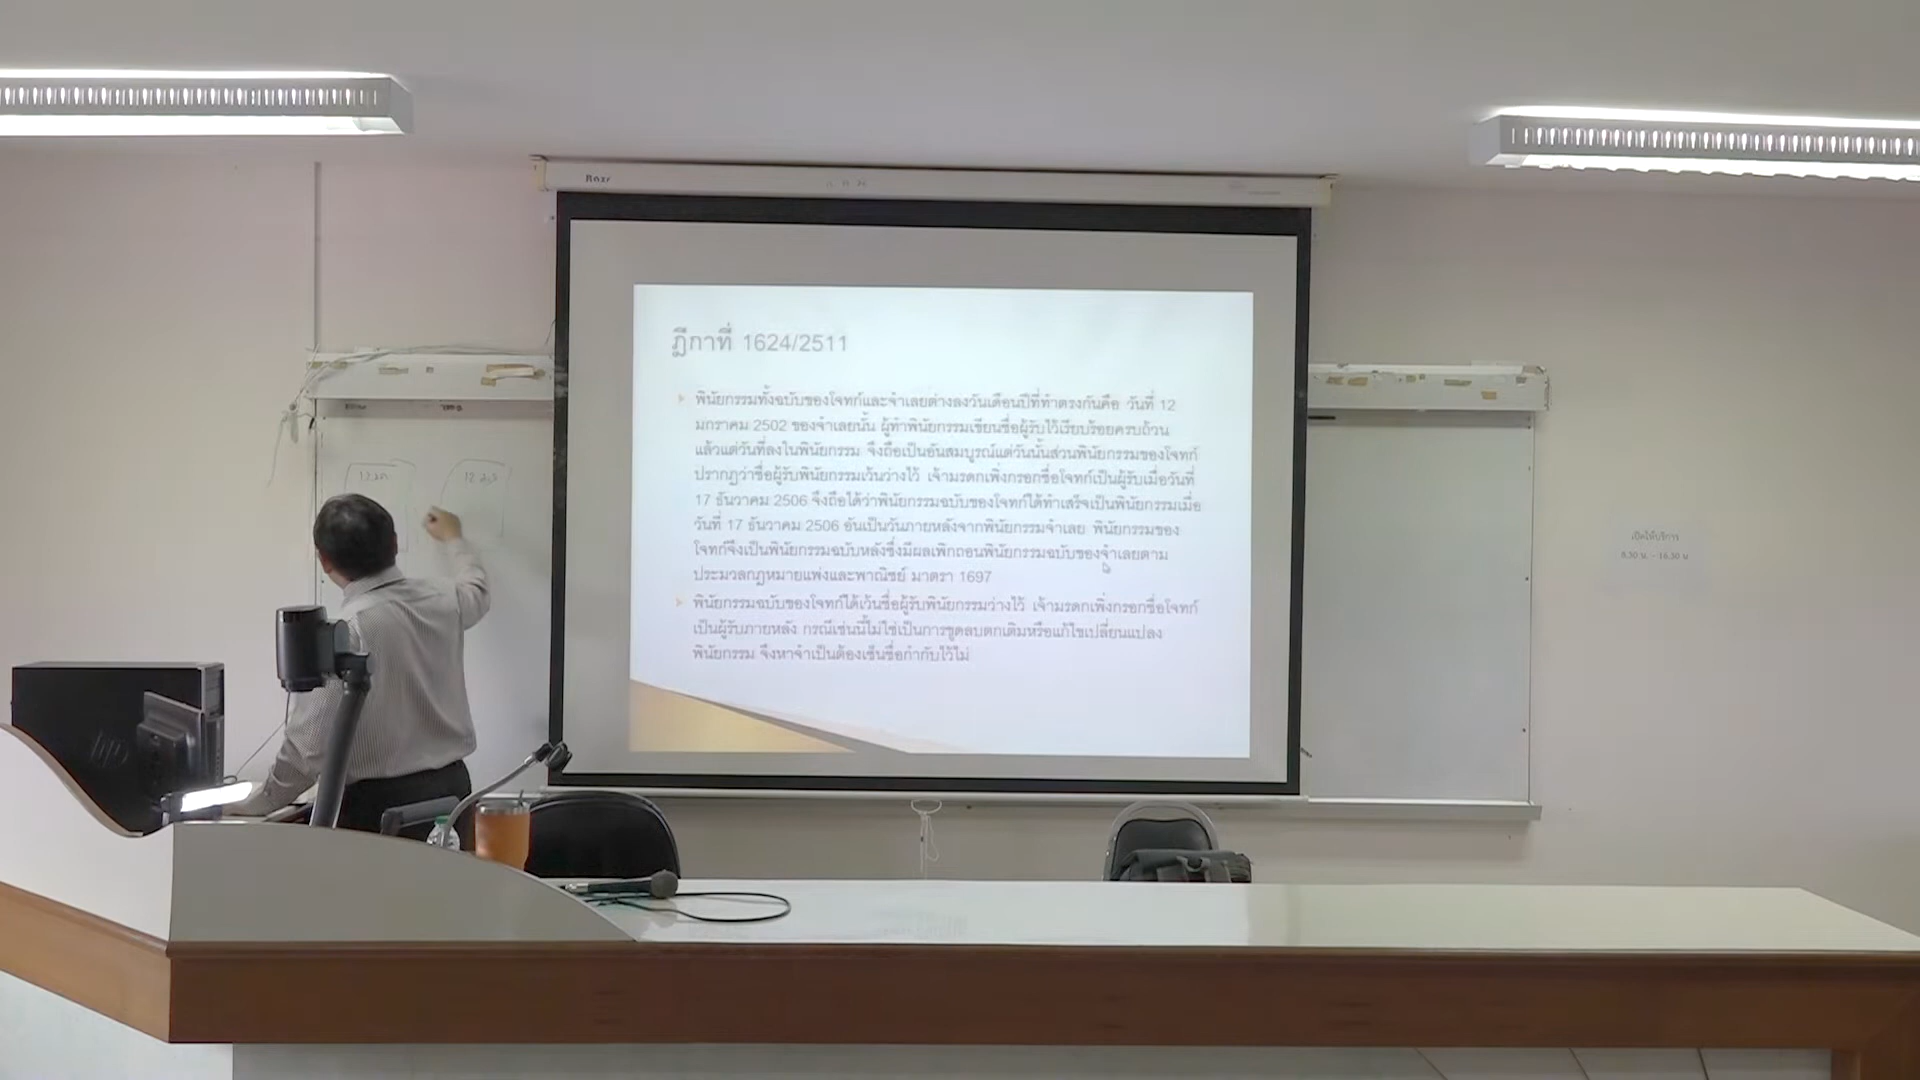 ฎีกาที่ 1624/2511
พินัยกรรมทั้งฉบับของโจทก์และจำเลยต่างลงวันเดือนปีที่ทำตรงกันคือ วันที่ 12
มกราคม 2502 ของจำเลยนั้น ผู้ทำพินัยกรรมเขียนชื่อผู้รับไว้เรียบร้อยครบถ้วน
แล้วแต่วันที่ลงในพินัยกรรม จึงถือเป็นอันสมบูรณ์แต่วันนั้นส่วนพินัยกรรมของโจทก์
ปรากฏว่าชื่อผู้รับพินัยกรรมเว้นว่างไว้ เจ้ามรดกเพิ่งกรอกชื่อโจทก์เป็นผู้รับเมื่อวันที่
17 ธันวาคม 2506 จึงถือได้ว่าพินัยกรรมฉบับของโจทก์ได้ทำเสร็จเป็นพินัยกรรมเมื่อ
วันที่ 17 ธันวาคม 2506 อันเป็นวันภายหลังจากพินัยกรรมจำเลย พินัยกรรมของ
โจทก์จึงเป็นพินัยกรรมฉบับหลังซึ่งมีผลเพิกถอนพินัยกรรมฉบับของจำเลยตาม
ประมวลกฎหมายแพ่งและพาณิชย์ มาตรา 1697
พินัยกรรมฉบับของโจทก์ได้เว้นชื่อผู้รับพินัยกรรมว่างไว้ เจ้ามรดกเพิ่งกรอกชื่อโจทก์
เป็นผู้รับภายหลัง กรณีเช่นนี้ไม่ใช่เป็นการขูดลบตกเติมหรือแก้ไขเปลี่ยนแปลง
พินัยกรรม จึงหาจำเป็นต้องเซ็นชื่อกำกับไว้ไม่
เปิดให้บริการ
8.30 น. - 16.30 น.
hp